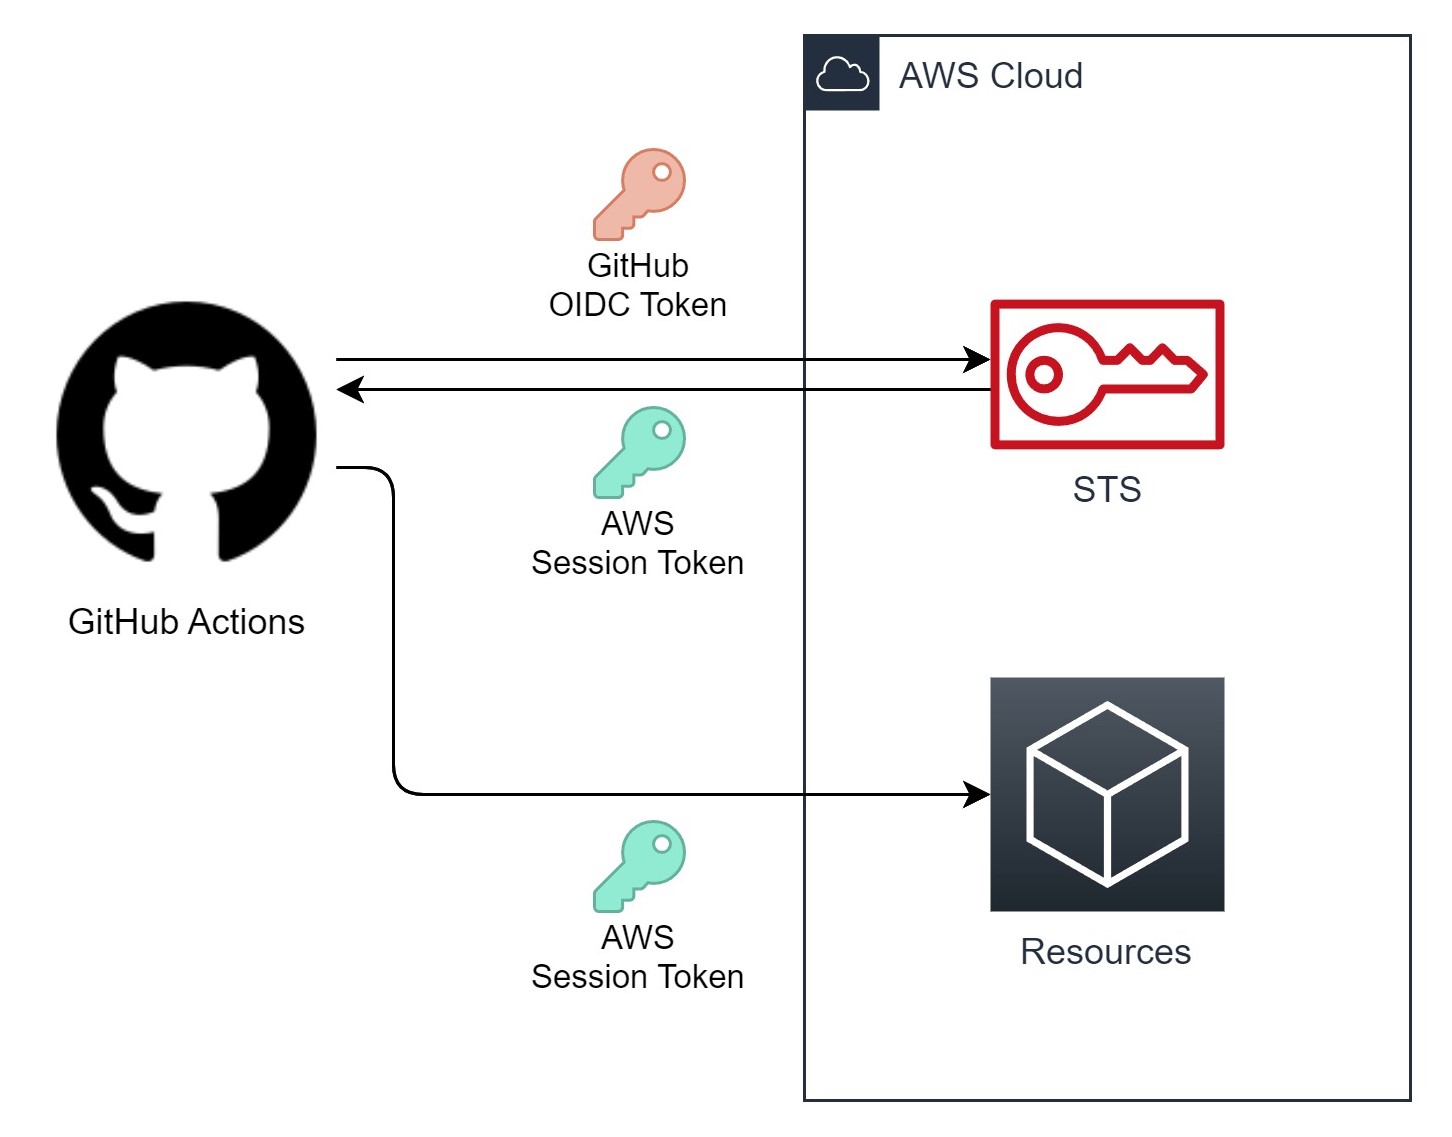 AWS Cloud
GitHub
OIDC Token
AWS
Session Token
STS
GitHub Actions
AWS
Session Token
Resources